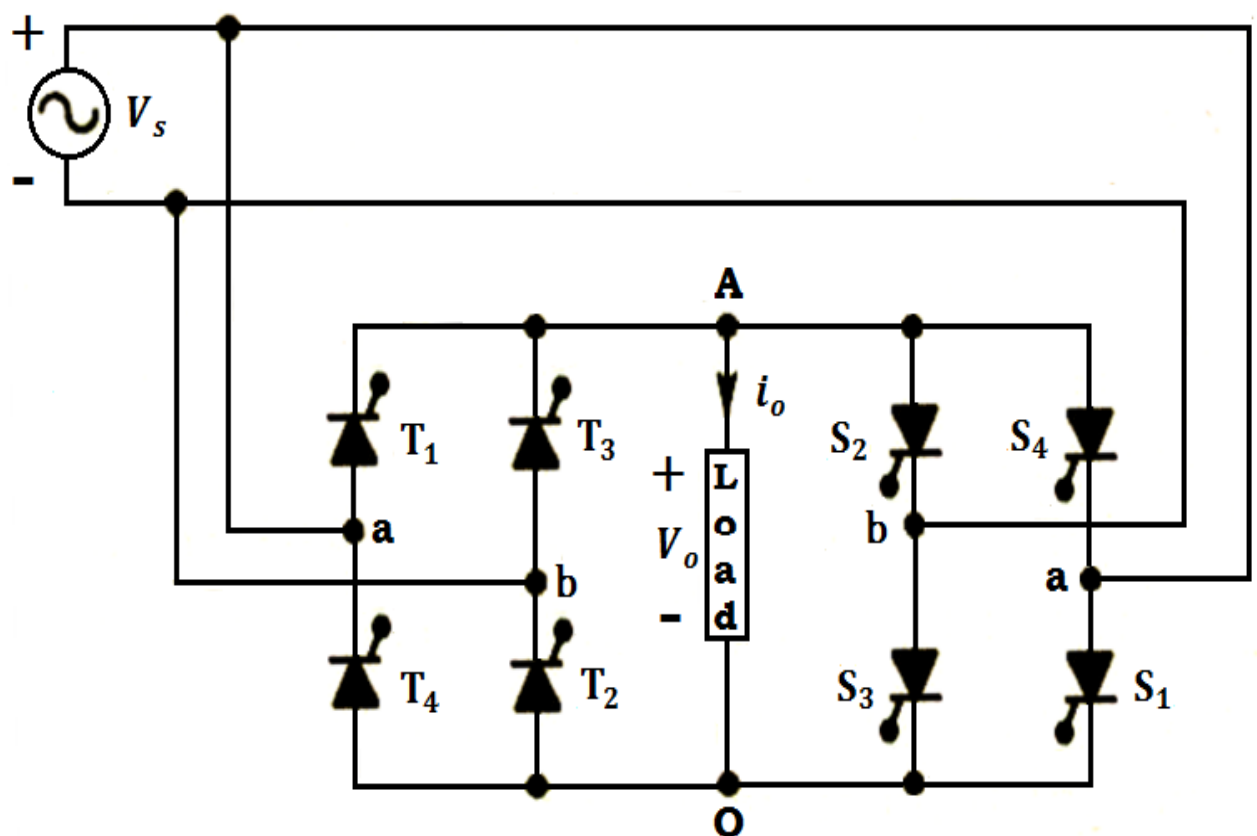 +
V_s
-
A
i_o
T_1
T_3
S_2
S_4
+
L
o
a
d
V_o
-
a
b
b
a
T_4
T_2
S_3
S_1
O